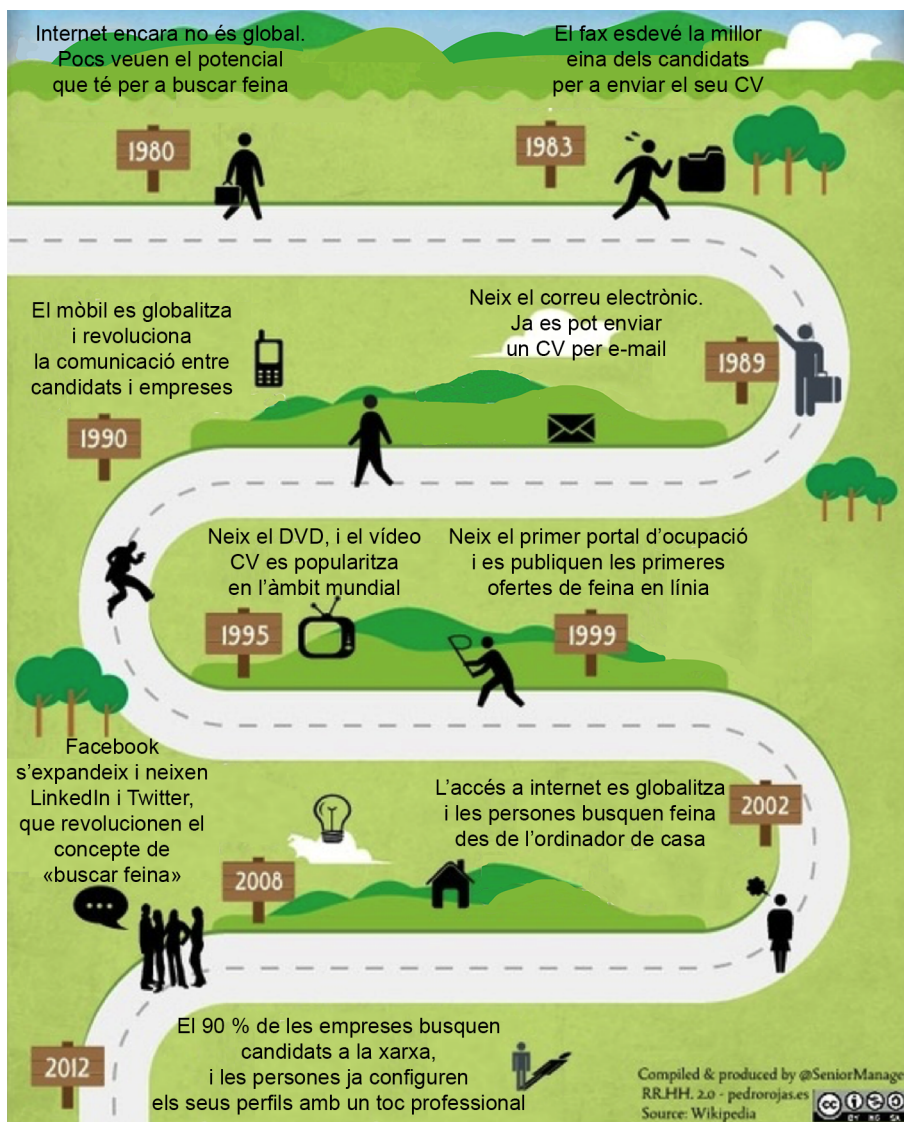 Internet encara no és global.
Pocs veuen el potencial
que té per a buscar feina
1980
El fax esdevé la millor
eina dels candidats
per a enviar el seu CV
1983
Neix el correu electrònic.
Ja es pot enviar
un CV per e-mail
1989
El mòbil es globalitza
i revoluciona
la comunicació entre
candidats i empreses
1990
Neix el DVD, i el vídeo
CV es popularitza
en l’àmbit mundial
1995
Neix el primer portal d’ocupació
i es publiquen les primeres
ofertes de feina en línia
1999
L’accés a internet es globalitza
i les persones busquen feina
des de l’ordinador de casa
2002
Facebook
s’expandeix i neixen
LinkedIn i Twitter,
que revolucionen el
concepte de
«buscar feina»
2008
El 90 % de les empreses busquen
candidats a la xarxa,
i les persones ja configuren
els seus perfils amb un toc professional
2012
Compiled & produced by @SeniorManage
RR.HH. 2.0 - pedrorojas.es
Source: Wikipedia
cc
BY NC SA